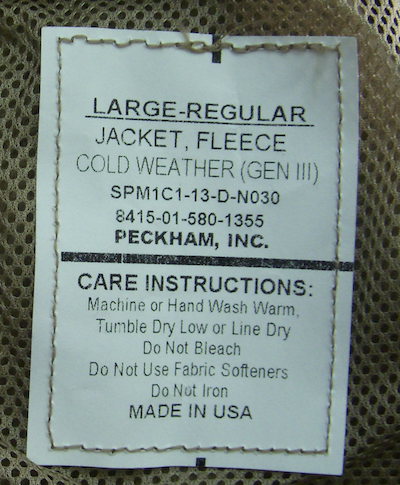 LARGE-REGULAR
JACKET, FLEECE
COLD WEATHER (GEN III)
SPM1C1-13-D-N030
8415-01-580-1355
PECKHAM, INC.
CARE INSTRUCTIONS:
Machine or Hand Wash Warm,
Tumble Dry Low or Line Dry
Do Not Bleach
Do Not Use Fabric Softeners
Do Not Iron
MADE IN USA